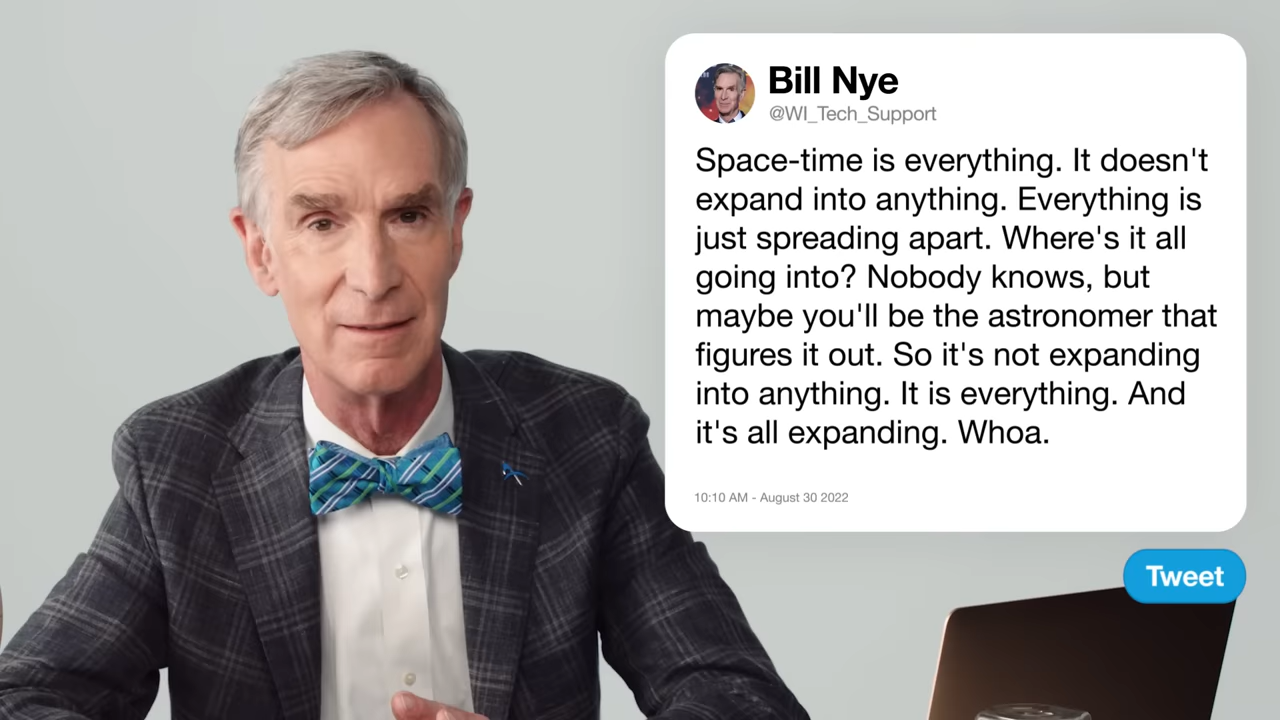 Bill Nye
@WI_Tech_Support
Space-time is everything. It doesn't
expand into anything. Everything is
just spreading apart. Where's it all
going into? Nobody knows, but
maybe you'll be the astronomer that
figures it out. So it's not expanding
into anything. It is everything. And
it's all expanding. Whoa.
10:10 AM - August 30 2022
Tweet